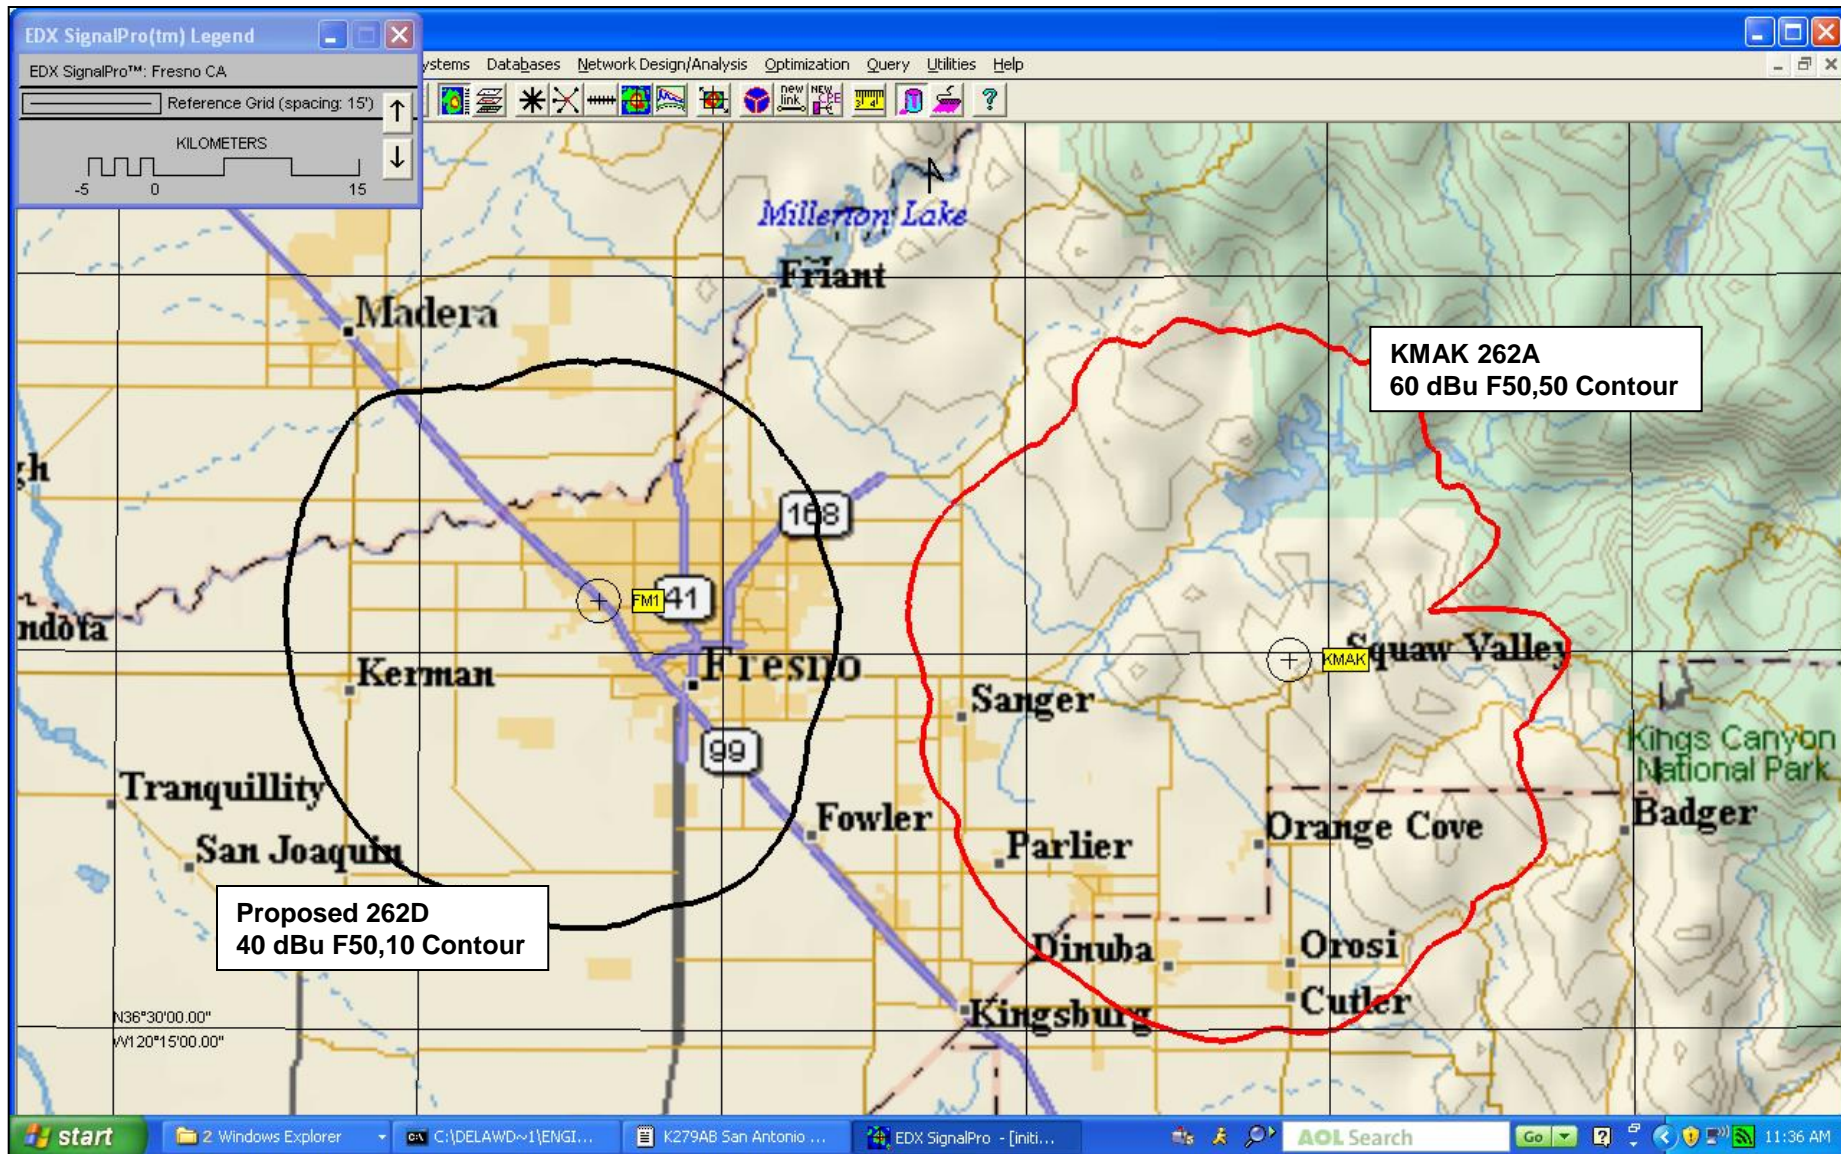 EDX SignalPro(tm) Legend
EDX SignalPro™: Fresno CA
Reference Grid (spacing: 15')
KILOMETERS
-5 0 15
ystems Databases Network Design/Analysis Optimization Query Utilities Help
new link
NEW CPE
Millerton Lake
Friant
Madera
KMAK 262A
60 dBu F50,50 Contour
gh
168
FM1
41
ndota
Squaw Valley
KMAK
Fresno
Kerman
Sanger
99
Kings Canyon
National Park
Tranquillity
Fowler
Orange Cove
Badger
San Joaquin
Parlier
Proposed 262D
40 dBu F50,10 Contour
Dinuba
Orosi
Cutler
Kingsburg
N36°30'00.00"
W120°15'00.00"
start
2 Windows Explorer
C:\DELAWD~1\ENGI...
K279AB San Antonio ...
EDX SignalPro - [initi...
AOL Search
Go
11:36 AM